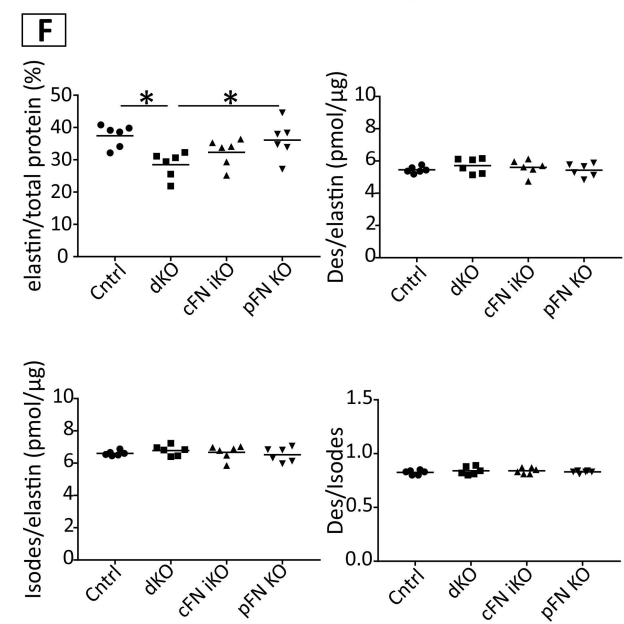 F
elastin/total protein (%)
50
40
30
20
10
0
* *
Cntrl
dKO
cFN iKO
pFN KO
Des/elastin (pmol/µg)
10
8
6
4
2
0
Cntrl
dKO
cFN iKO
pFN KO
Isodes/elastin (pmol/µg)
10
8
6
4
2
0
Cntrl
dKO
cFN iKO
pFN KO
Des/Isodes
1.5
1.0
0.5
0.0
Cntrl
dKO
cFN iKO
pFN KO